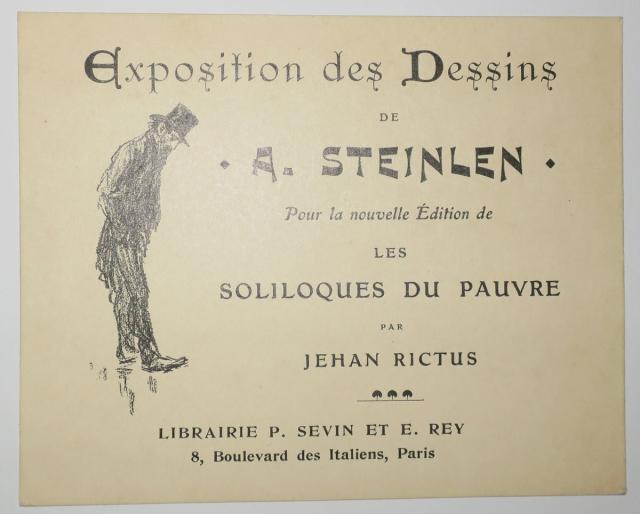 Exposition des Dessins
DE
• A. STEINLEN •
Pour la nouvelle Édition de
LES
SOLILOQUES DU PAUVRE
PAR
JEHAN RICTUS
LIBRAIRIE P. SEVIN ET E. REY
8, Boulevard des Italiens, Paris